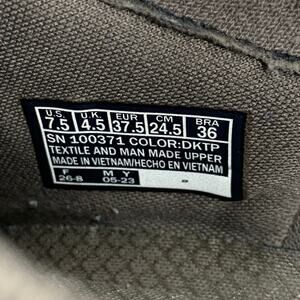 U.S. U.K. EUR CM BRA
7.5 4.5 37.5 24.5 36
SN 100371 COLOR:DKTP
TEXTILE AND MAN MADE UPPER
MADE IN VIETNAM/HECHO EN VIETNAM
F M Y
26-8 05-23